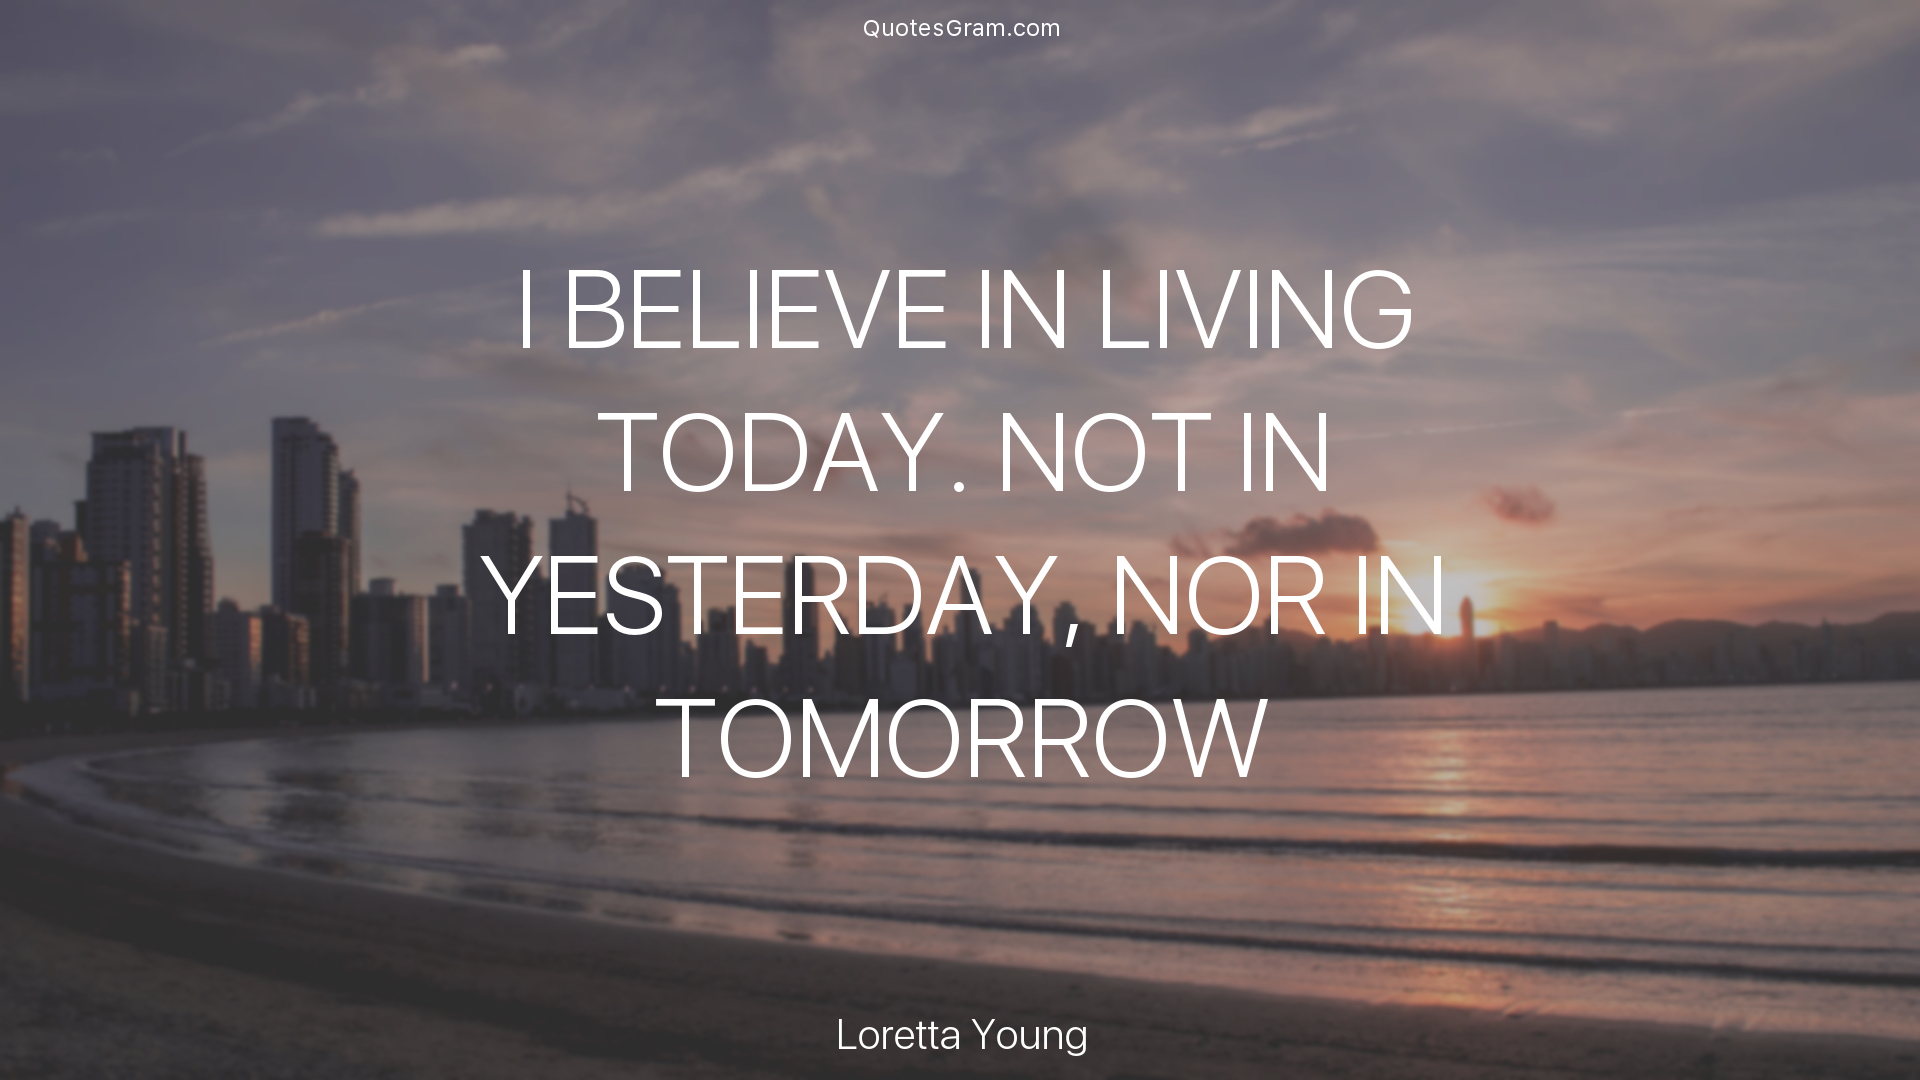 QuotesGram.com
I BELIEVE IN LIVING
TODAY. NOT IN
YESTERDAY, NOR IN
TOMORROW
Loretta Young